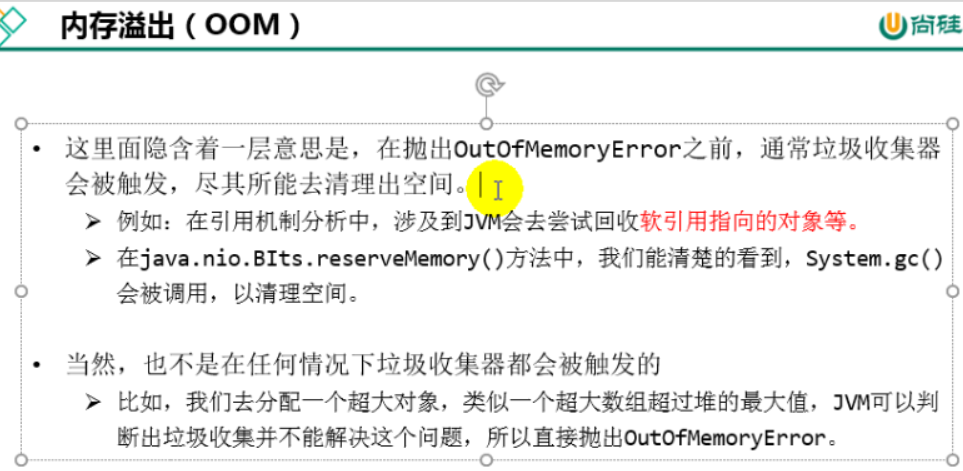 内存溢出（OOM）
尚硅
• 这里面隐含着一层意思是，在抛出OutOfMemoryError之前，通常垃圾收集器
会被触发，尽其所能去清理出空间。
➢ 例如：在引用机制分析中，涉及到JVM会去尝试回收软引用指向的对象等。
➢ 在java.nio.BIts.reserveMemory()方法中，我们能清楚的看到，System.gc()
会被调用，以清理空间。
• 当然，也不是在任何情况下垃圾收集器都会被触发的
➢ 比如，我们去分配一个超大对象，类似一个超大数组超过堆的最大值，JVM可以判
断出垃圾收集并不能解决这个问题，所以直接抛出OutOfMemoryError。